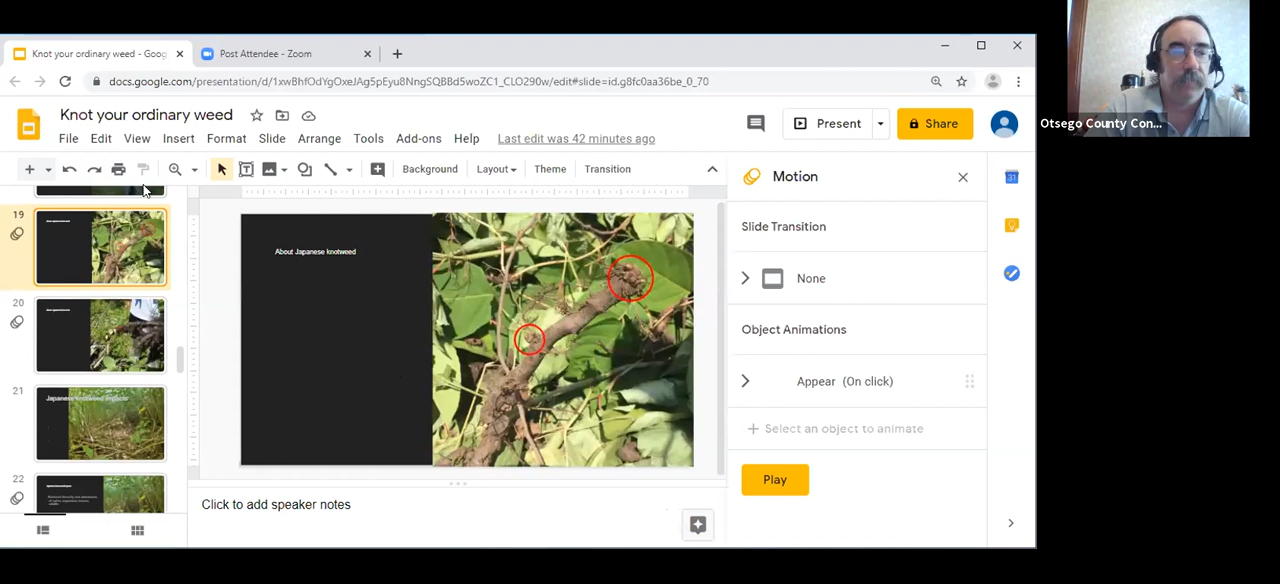 Knot your ordinary weed - Goog
Post Attendee - Zoom
docs.google.com/presentation/d/1xwBhfOdYgOxeJAg5pEyu8NngSQBBd5woZC1_CLO290w/edit#slide=id.g8fc0aa36be_0_70
Otsego County Con...
Knot your ordinary weed
Present
Share
File Edit View Insert Format Slide Arrange Tools Add-ons Help Last edit was 42 minutes ago
Background Layout Theme Transition
Motion
31
19
20
21
22
About Japanese knotweed
Japanese knotweed impacts
Slide Transition
None
Object Animations
Appear (On click)
+ Select an object to animate
Play
Click to add speaker notes